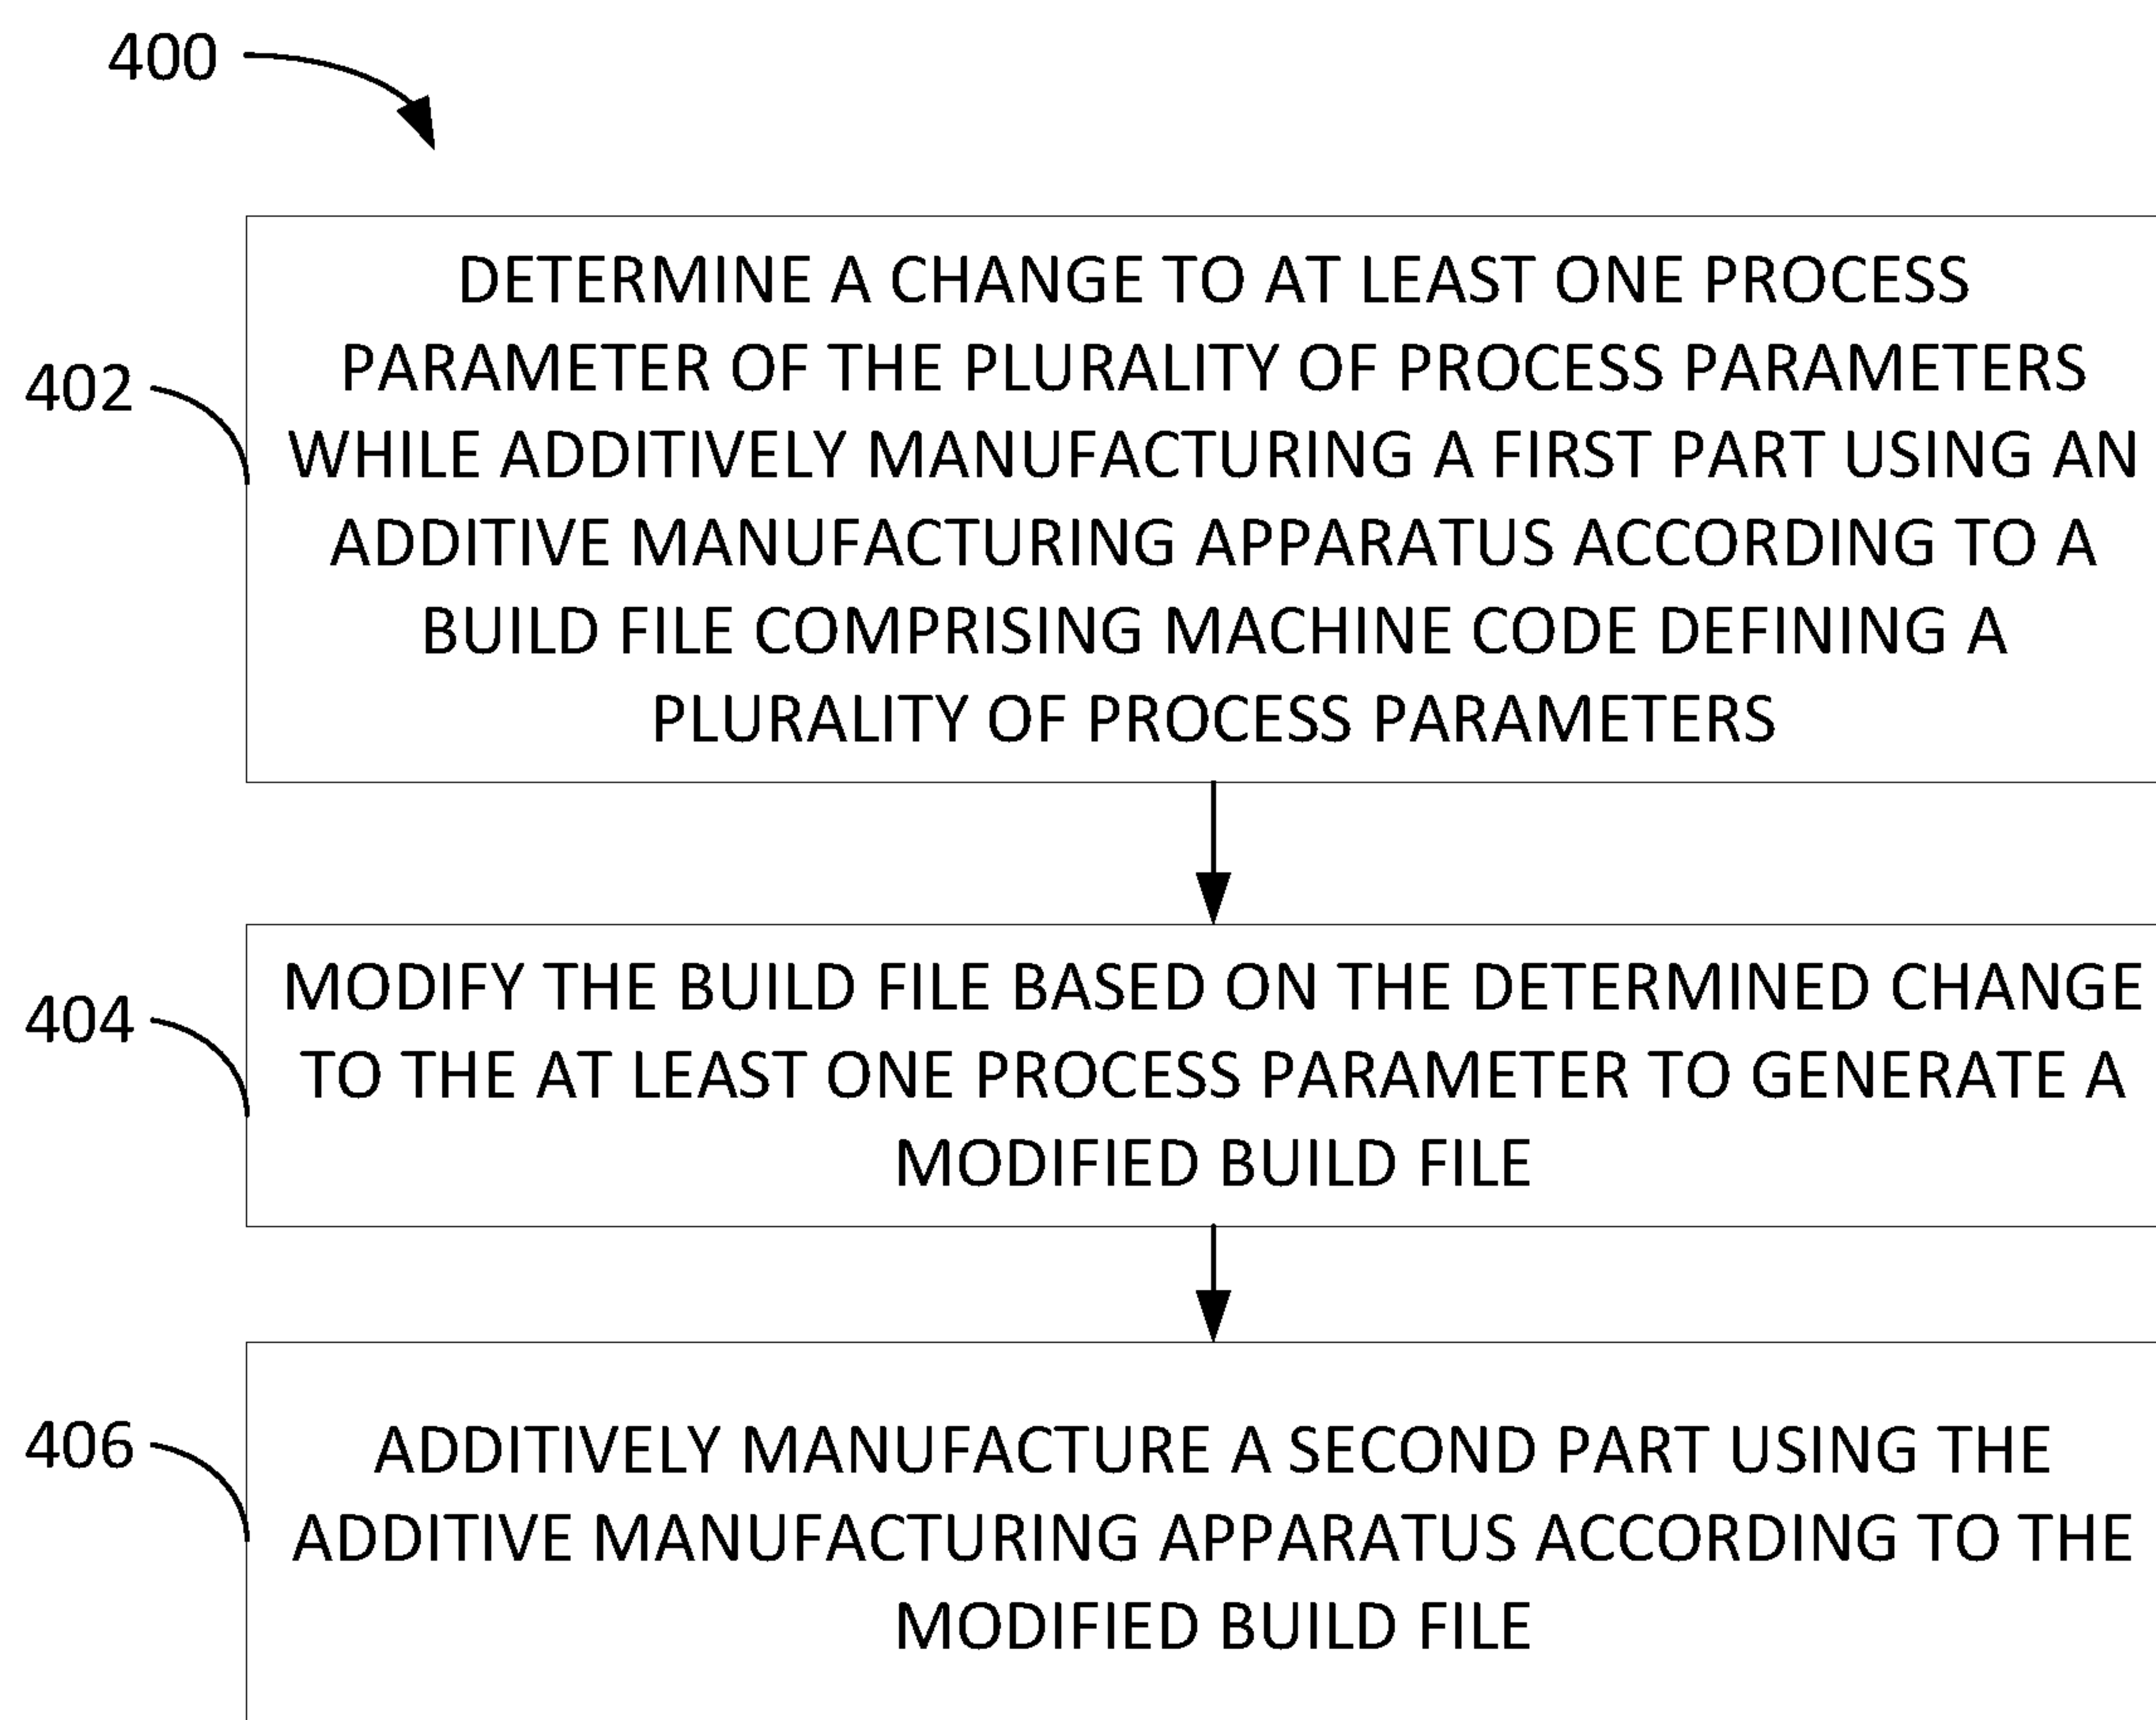 400
402
DETERMINE A CHANGE TO AT LEAST ONE PROCESS
PARAMETER OF THE PLURALITY OF PROCESS PARAMETERS
WHILE ADDITIVELY MANUFACTURING A FIRST PART USING AN
ADDITIVE MANUFACTURING APPARATUS ACCORDING TO A
BUILD FILE COMPRISING MACHINE CODE DEFINING A
PLURALITY OF PROCESS PARAMETERS
404
MODIFY THE BUILD FILE BASED ON THE DETERMINED CHANGE
TO THE AT LEAST ONE PROCESS PARAMETER TO GENERATE A
MODIFIED BUILD FILE
406
ADDITIVELY MANUFACTURE A SECOND PART USING THE
ADDITIVE MANUFACTURING APPARATUS ACCORDING TO THE
MODIFIED BUILD FILE